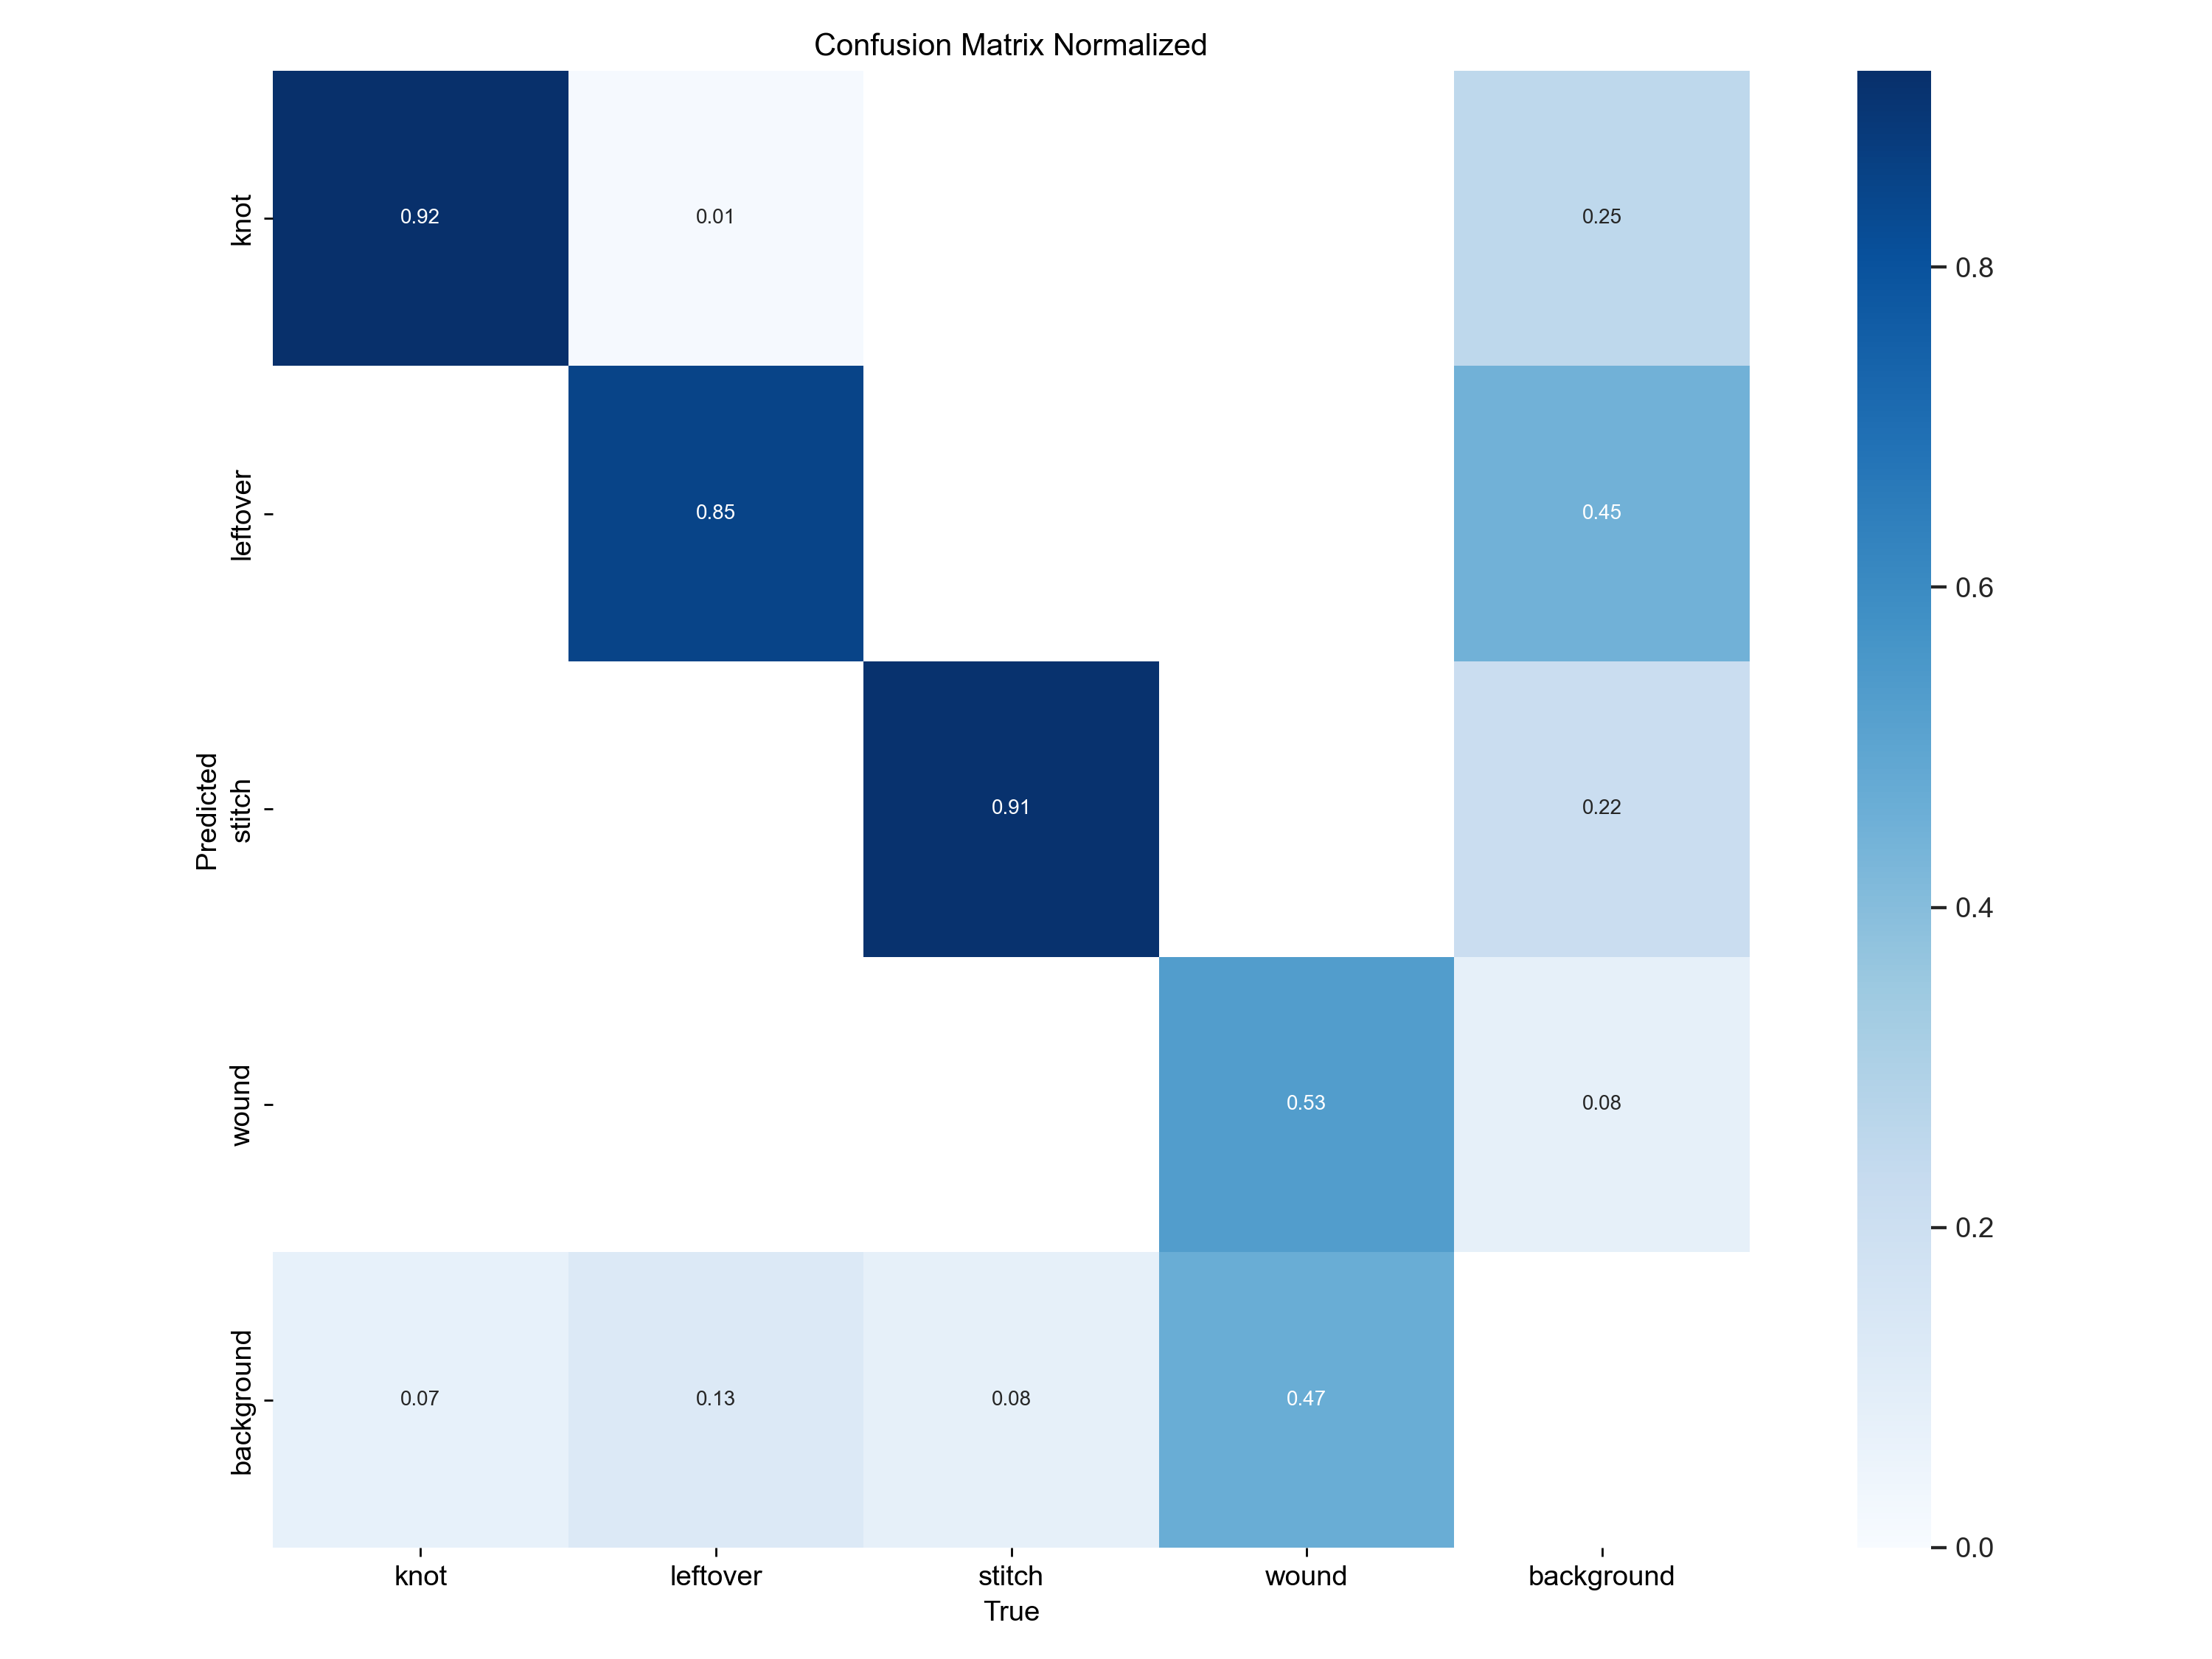 Confusion Matrix Normalized
knot
0.92
0.01
0.25
0.8
leftover
0.85
0.45
0.6
Predicted
stitch
0.91
0.22
0.4
wound
0.53
0.08
0.2
background
0.07
0.13
0.08
0.47
0.0
knot
leftover
stitch
wound
background
True